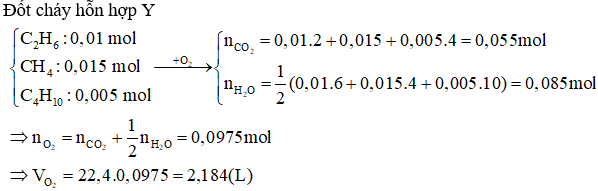 Đốt cháy hỗn hợp Y
C₂H₆ : 0,01 mol
CH₄ : 0,015 mol
C₄H₁₀ : 0,005 mol
+O₂
n_CO₂ = 0,01.2 + 0,015 + 0,005.4 = 0,055mol
n_H₂O = 1/2 (0,01.6 + 0,015.4 + 0,005.10) = 0,085mol
⇒ n_O₂ = n_CO₂ + 1/2 n_H₂O = 0,0975mol
⇒ V_O₂ = 22,4.0,0975 = 2,184(L)